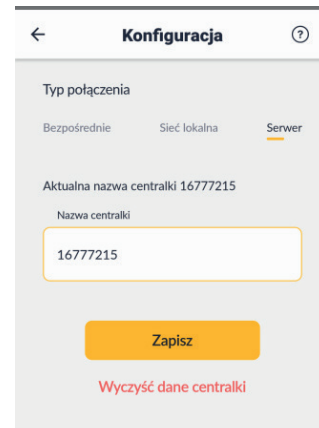 Konfiguracja
Typ połączenia
Bezpośrednie Sieć lokalna Serwer
Aktualna nazwa centralki 16777215
Nazwa centralki
16777215
Zapisz
Wyczyść dane centralki